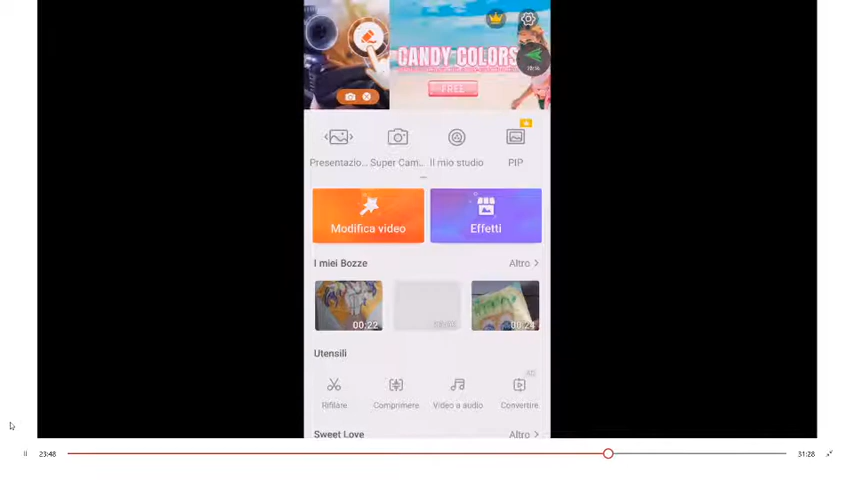 CANDY COLORS
FREE
Presentazio... Super Cam... Il mio studio PIP
Modifica video Effetti
I miei Bozze Altro >
00:22 00:21
Utensili
AD
Rifilare Comprimere Video a audio Convertire
Sweet Love Altro >
23:48 31:28